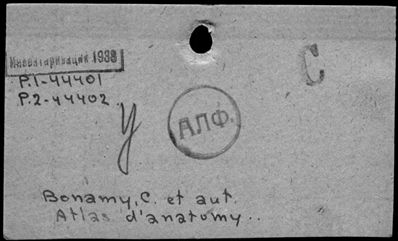 Инвентаризация 1938
P.1-44401
P.2-44402
С
У
АЛФ.
Bonamy, C. et aut.
Atlas d'anatomy..